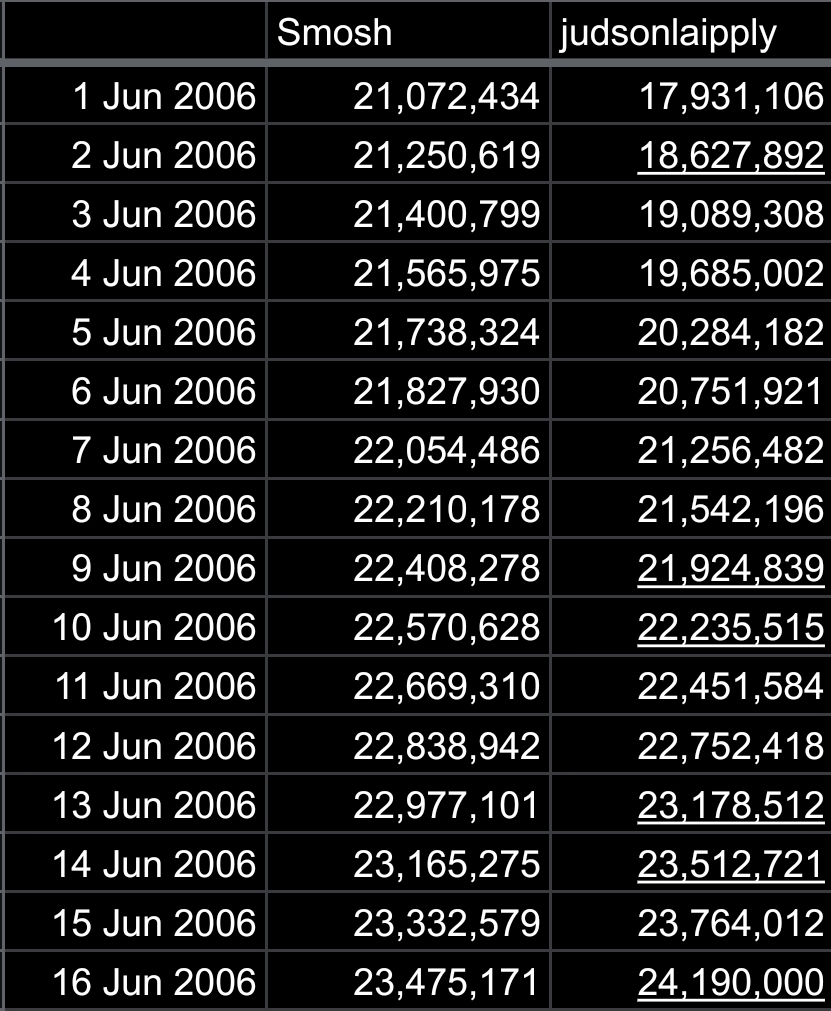 Smosh judsonlaipply
1 Jun 2006 21,072,434 17,931,106
2 Jun 2006 21,250,619 18,627,892
3 Jun 2006 21,400,799 19,089,308
4 Jun 2006 21,565,975 19,685,002
5 Jun 2006 21,738,324 20,284,182
6 Jun 2006 21,827,930 20,751,921
7 Jun 2006 22,054,486 21,256,482
8 Jun 2006 22,210,178 21,542,196
9 Jun 2006 22,408,278 21,924,839
10 Jun 2006 22,570,628 22,235,515
11 Jun 2006 22,669,310 22,451,584
12 Jun 2006 22,838,942 22,752,418
13 Jun 2006 22,977,101 23,178,512
14 Jun 2006 23,165,275 23,512,721
15 Jun 2006 23,332,579 23,764,012
16 Jun 2006 23,475,171 24,190,000